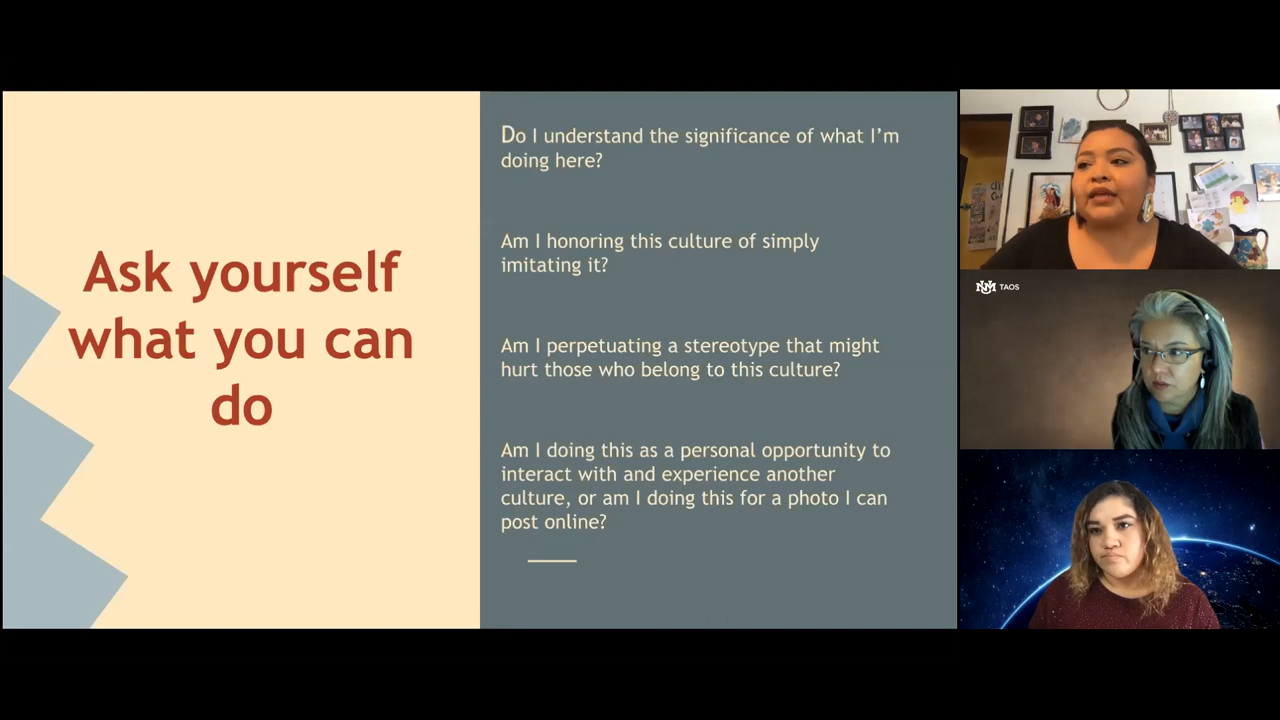 Ask yourself
what you can
do
Do I understand the significance of what I'm
doing here?
Am I honoring this culture of simply
imitating it?
Am I perpetuating a stereotype that might
hurt those who belong to this culture?
Am I doing this as a personal opportunity to
interact with and experience another
culture, or am I doing this for a photo I can
post online?
UNM TAOS